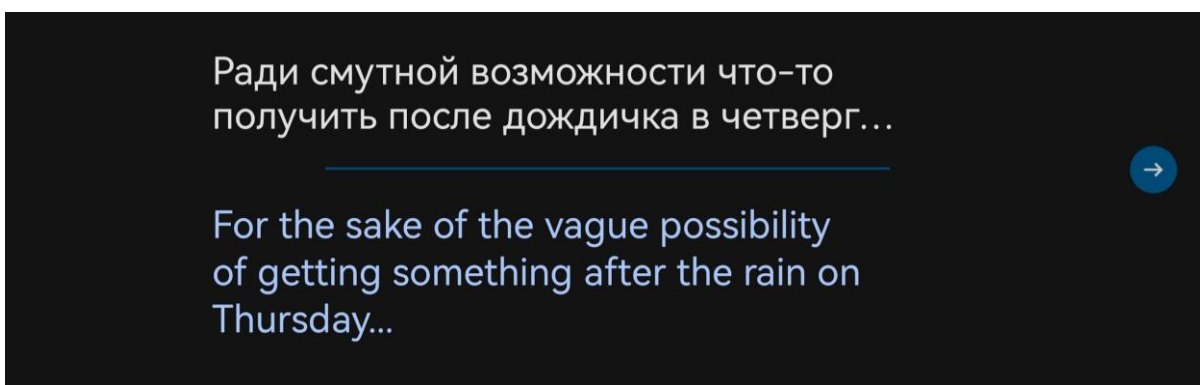 Ради смутной возможности что-то
получить после дождичка в четверг...
For the sake of the vague possibility
of getting something after the rain on
Thursday...